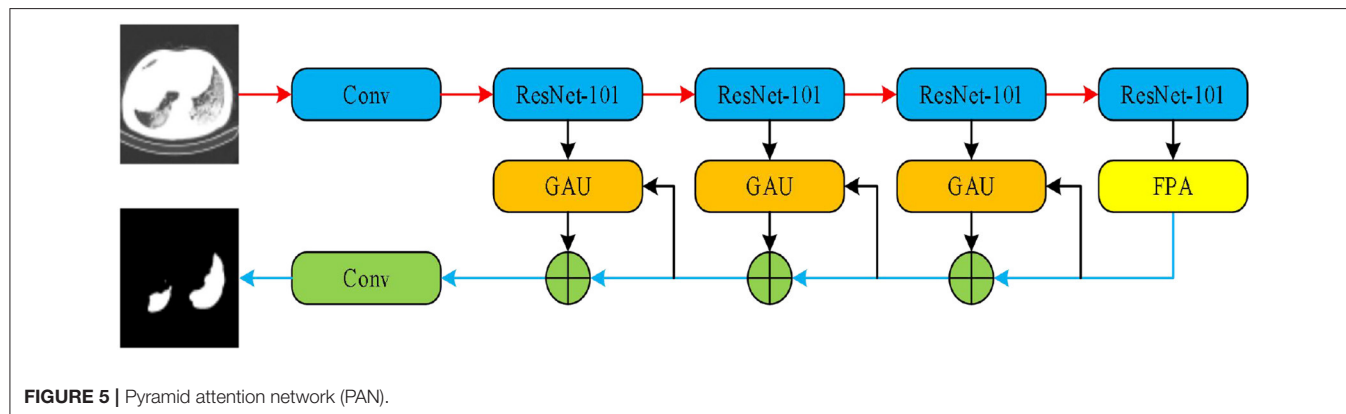 Conv ResNet-101 ResNet-101 ResNet-101 ResNet-101
GAU GAU GAU FPA
Conv
FIGURE 5 | Pyramid attention network (PAN).